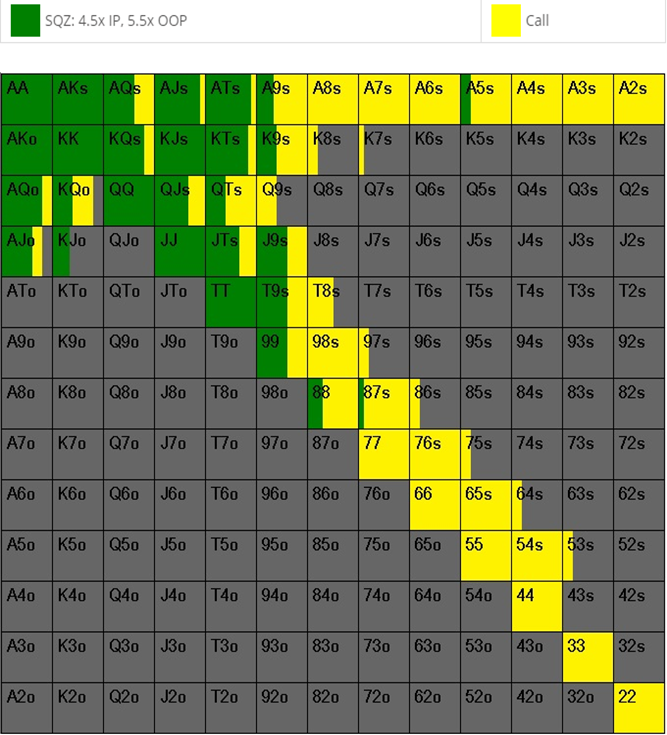 SQZ: 4.5x IP, 5.5x OOP Call
AA AKs AQs AJs ATs A9s A8s A7s A6s A5s A4s A3s A2s
AKo KK KQs KJs KTs K9s K8s K7s K6s K5s K4s K3s K2s
AQo KQo QQ QJs QTs Q9s Q8s Q7s Q6s Q5s Q4s Q3s Q2s
AJo KJo QJo JJ JTs J9s J8s J7s J6s J5s J4s J3s J2s
ATo KTo QTo JTo TT T9s T8s T7s T6s T5s T4s T3s T2s
A9o K9o Q9o J9o T9o 99 98s 97s 96s 95s 94s 93s 92s
A8o K8o Q8o J8o T8o 98o 88 87s 86s 85s 84s 83s 82s
A7o K7o Q7o J7o T7o 97o 87o 77 76s 75s 74s 73s 72s
A6o K6o Q6o J6o T6o 96o 86o 76o 66 65s 64s 63s 62s
A5o K5o Q5o J5o T5o 95o 85o 75o 65o 55 54s 53s 52s
A4o K4o Q4o J4o T4o 94o 84o 74o 64o 54o 44 43s 42s
A3o K3o Q3o J3o T3o 93o 83o 73o 63o 53o 43o 33 32s
A2o K2o Q2o J2o T2o 92o 82o 72o 62o 52o 42o 32o 22